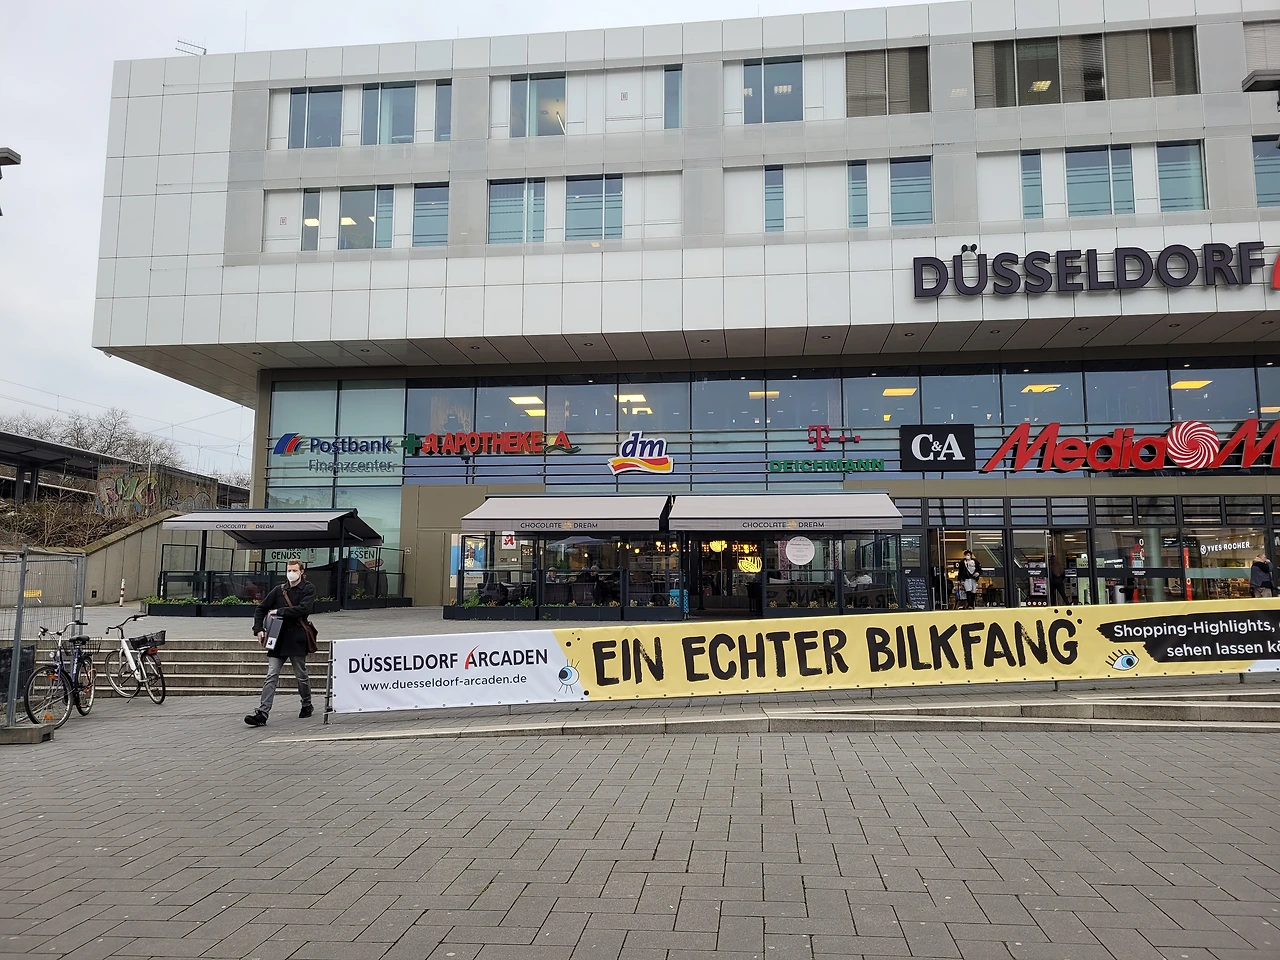 DÜSSELDORF
Postbank
Finanzcenter
APOTHEKE
dm
T
DEICHMANN
C&A
Media M
CHOCOLATE DREAM
CHOCOLATE DREAM
CHOCOLATE DREAM
GENUSS
ESSEN
YVES ROCHER
DÜSSELDORF ARCADEN
www.duesseldorf-arcaden.de
EIN ECHTER BILKFANG
Shopping-Highlights,
sehen lassen kö